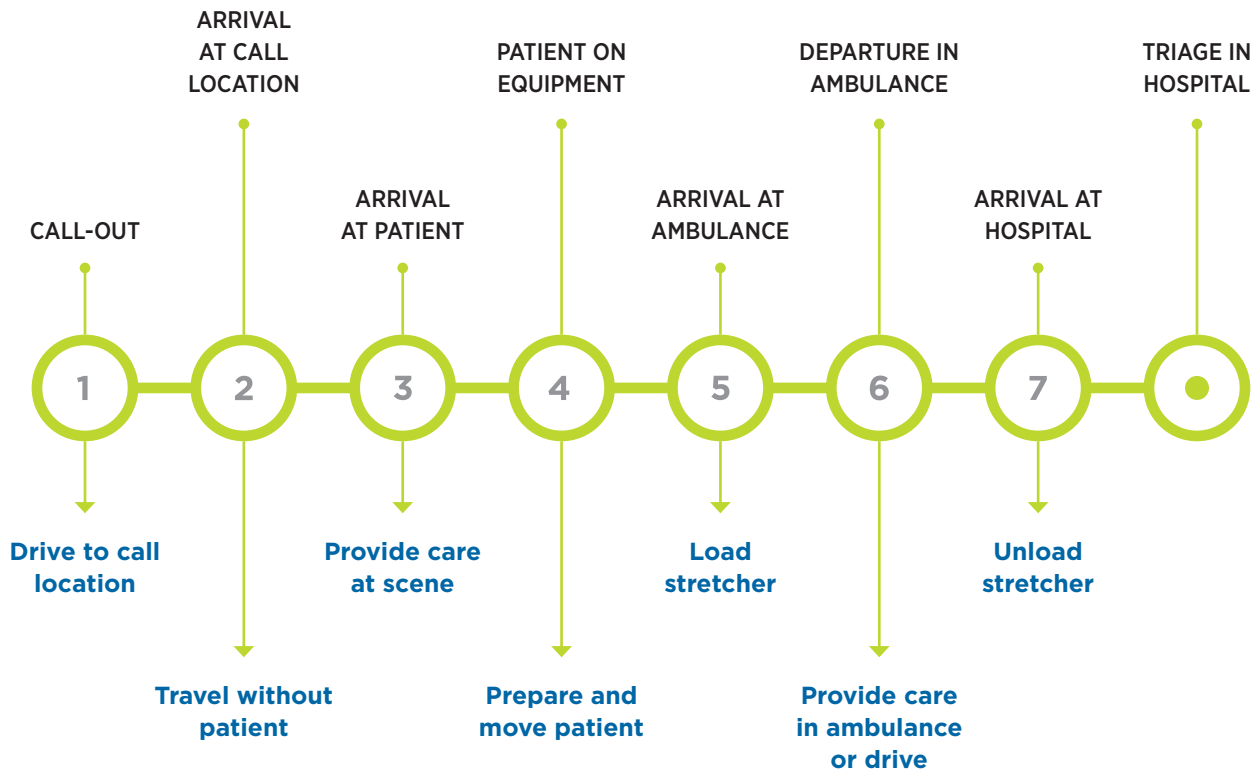 ARRIVAL
AT CALL
LOCATION
PATIENT ON
EQUIPMENT
DEPARTURE IN
AMBULANCE
TRIAGE IN
HOSPITAL
CALL-OUT
ARRIVAL
AT PATIENT
ARRIVAL AT
AMBULANCE
ARRIVAL AT
HOSPITAL
1
2
3
4
5
6
7
Drive to call
location
Provide care
at scene
Load
stretcher
Unload
stretcher
Travel without
patient
Prepare and
move patient
Provide care
in ambulance
or drive